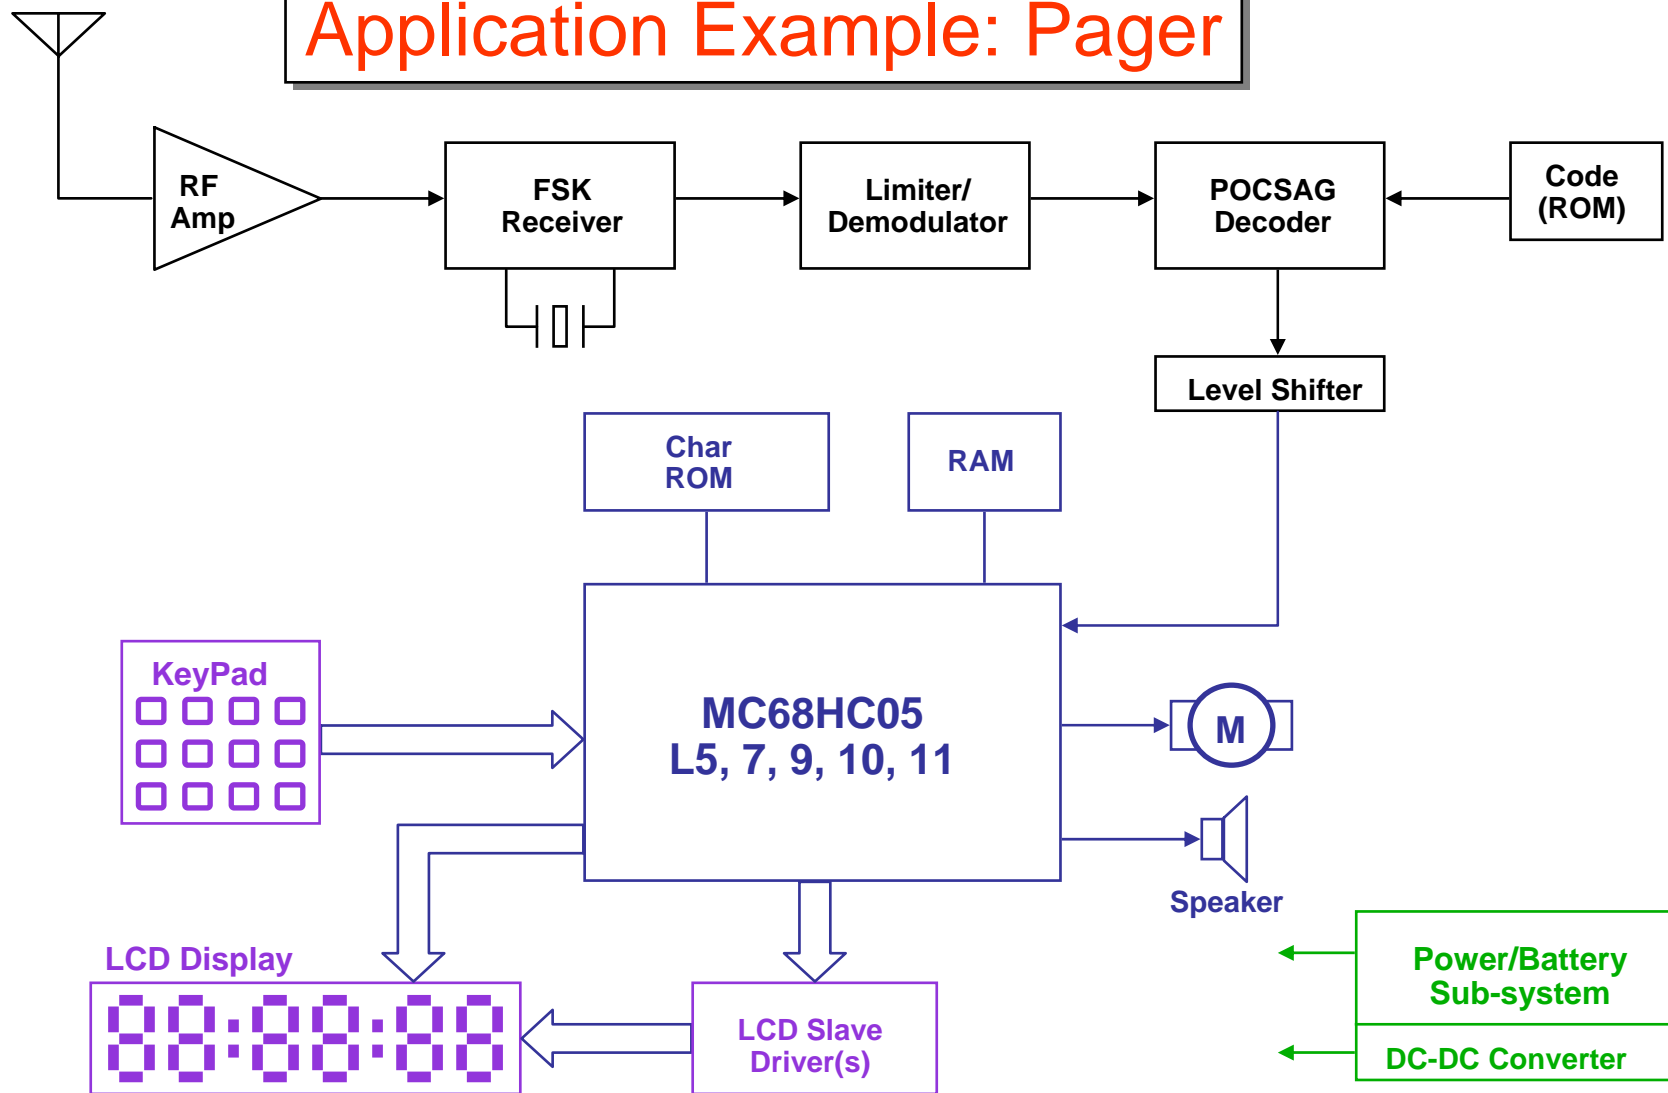 Application Example: Pager
RF
Amp
FSK
Receiver
Limiter/
Demodulator
POCSAG
Decoder
Code
(ROM)
Level Shifter
Char
ROM
RAM
KeyPad
MC68HC05
L5, 7, 9, 10, 11
M
Speaker
LCD Display
88:88:88
LCD Slave
Driver(s)
Power/Battery
Sub-system
DC-DC Converter